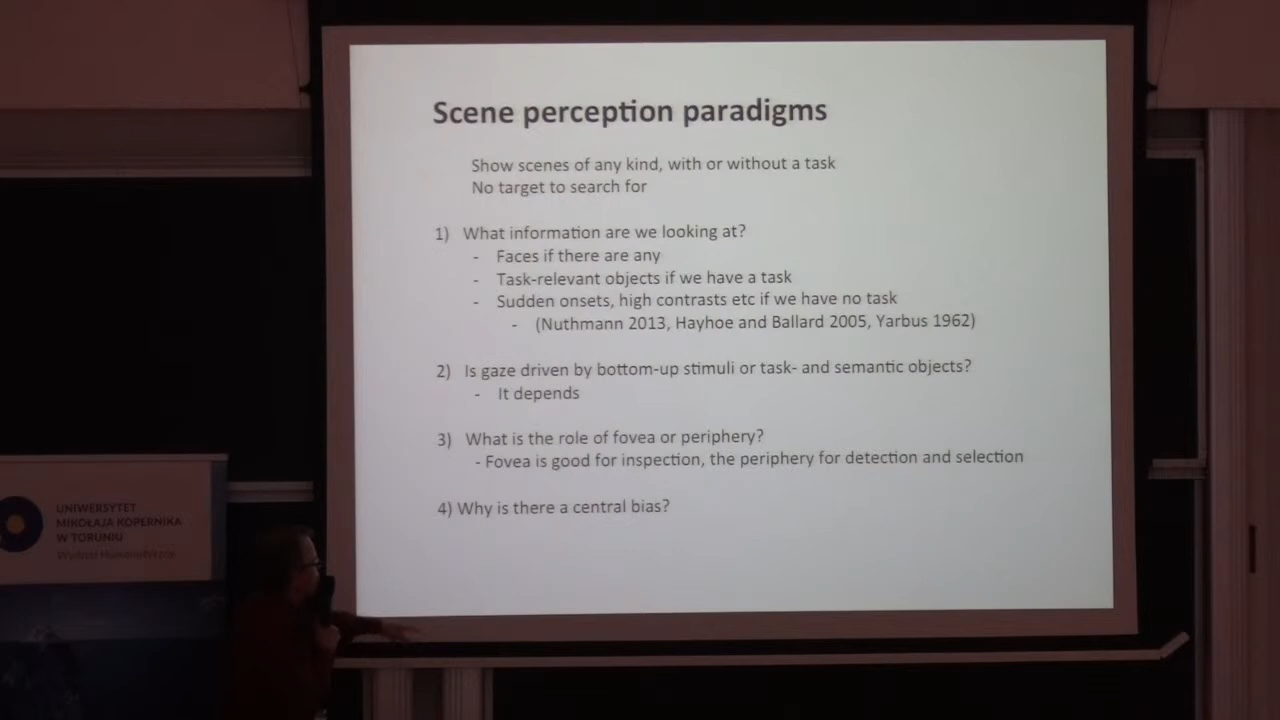 Scene perception paradigms
Show scenes of any kind, with or without a task
No target to search for
1) What information are we looking at?
- Faces if there are any
- Task-relevant objects if we have a task
- Sudden onsets, high contrasts etc if we have no task
- (Nuthmann 2013, Hayhoe and Ballard 2005, Yarbus 1962)
2) Is gaze driven by bottom-up stimuli or task- and semantic objects?
- It depends
3) What is the role of fovea or periphery?
- Fovea is good for inspection, the periphery for detection and selection
4) Why is there a central bias?
UNIWERSYTET
MIKOŁAJA KOPERNIKA
W TORUNIU
Wydział Humanistyczny